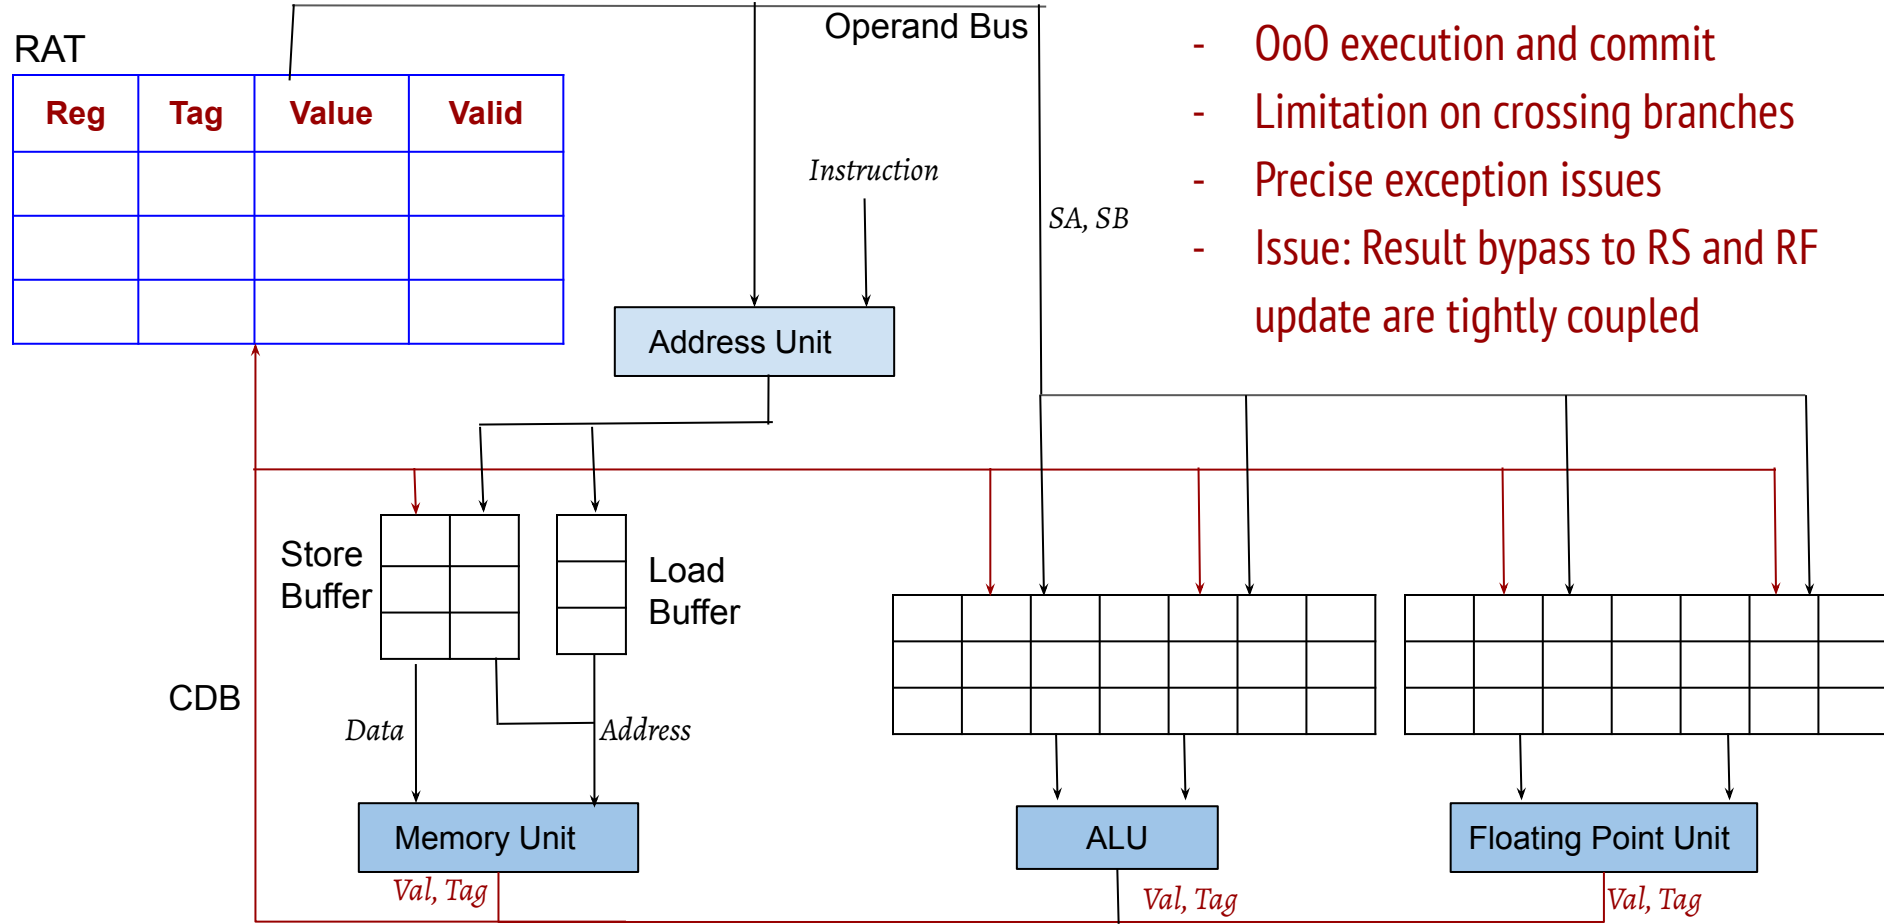 Operand Bus
RAT
Reg Tag Value Valid
Instruction
SA, SB
- OoO execution and commit
- Limitation on crossing branches
- Precise exception issues
- Issue: Result bypass to RS and RF
update are tightly coupled
Address Unit
Store
Buffer
Load
Buffer
CDB
Data
Address
Memory Unit
ALU
Floating Point Unit
Val, Tag
Val, Tag
Val, Tag